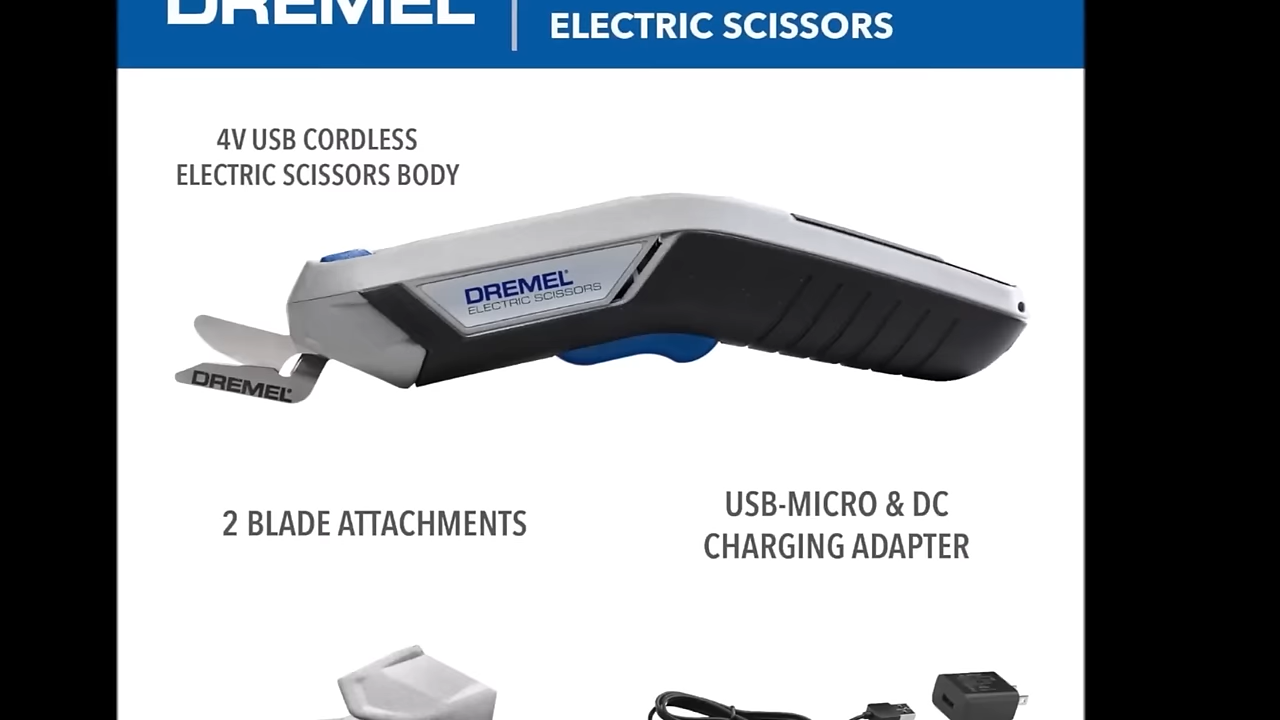 DREMEL
ELECTRIC SCISSORS
4V USB CORDLESS
ELECTRIC SCISSORS BODY
DREMEL®
ELECTRIC SCISSORS
DREMEL
2 BLADE ATTACHMENTS
USB-MICRO & DC
CHARGING ADAPTER